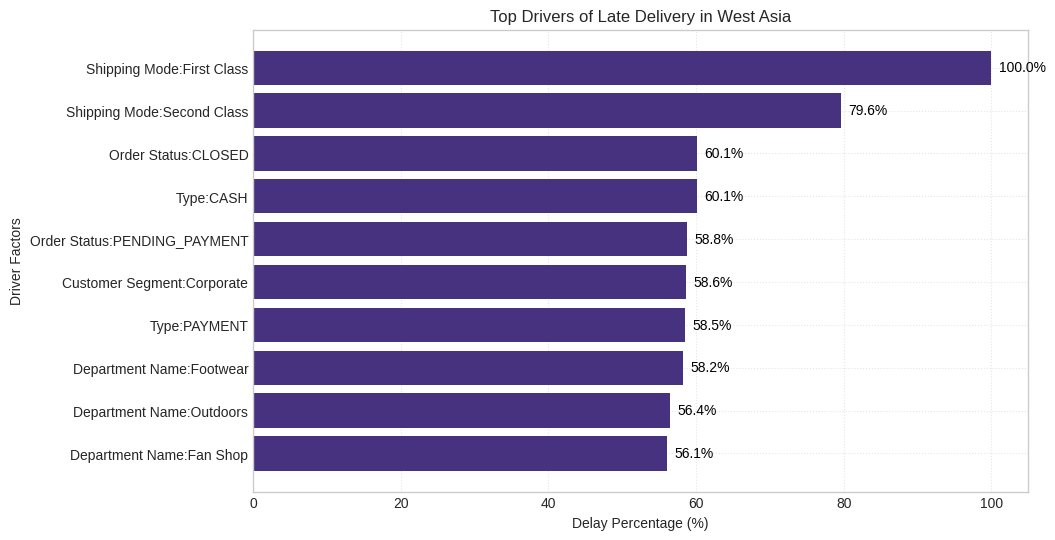 Top Drivers of Late Delivery in West Asia
Driver Factors
Shipping Mode:First Class 100.0%
Shipping Mode:Second Class 79.6%
Order Status:CLOSED 60.1%
Type:CASH 60.1%
Order Status:PENDING_PAYMENT 58.8%
Customer Segment:Corporate 58.6%
Type:PAYMENT 58.5%
Department Name:Footwear 58.2%
Department Name:Outdoors 56.4%
Department Name:Fan Shop 56.1%
0 20 40 60 80 100
Delay Percentage (%)